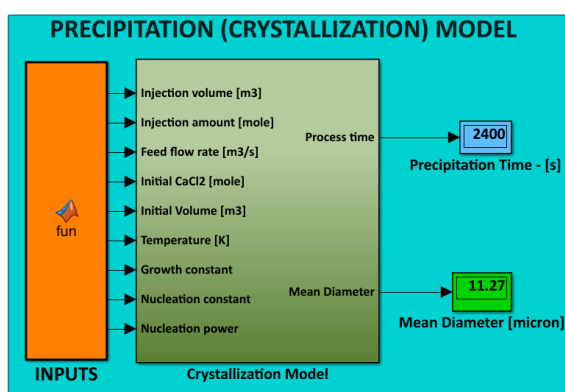 PRECIPITATION (CRYSTALLIZATION) MODEL
Injection volume [m3]
Injection amount [mole]
Feed flow rate [m3/s]
Initial CaCl2 [mole]
Initial Volume [m3]
Temperature [K]
Growth constant
Nucleation constant
Nucleation power
fun
INPUTS
Process time
Mean Diameter
Crystallization Model
2400
Precipitation Time - [s]
11.27
Mean Diameter [micron]